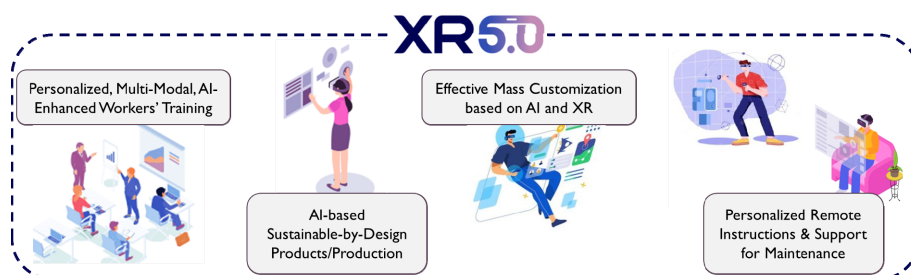 XR5.0
Personalized, Multi-Modal, AI-
Enhanced Workers' Training
AI-based
Sustainable-by-Design
Products/Production
Effective Mass Customization
based on AI and XR
Personalized Remote
Instructions & Support
for Maintenance